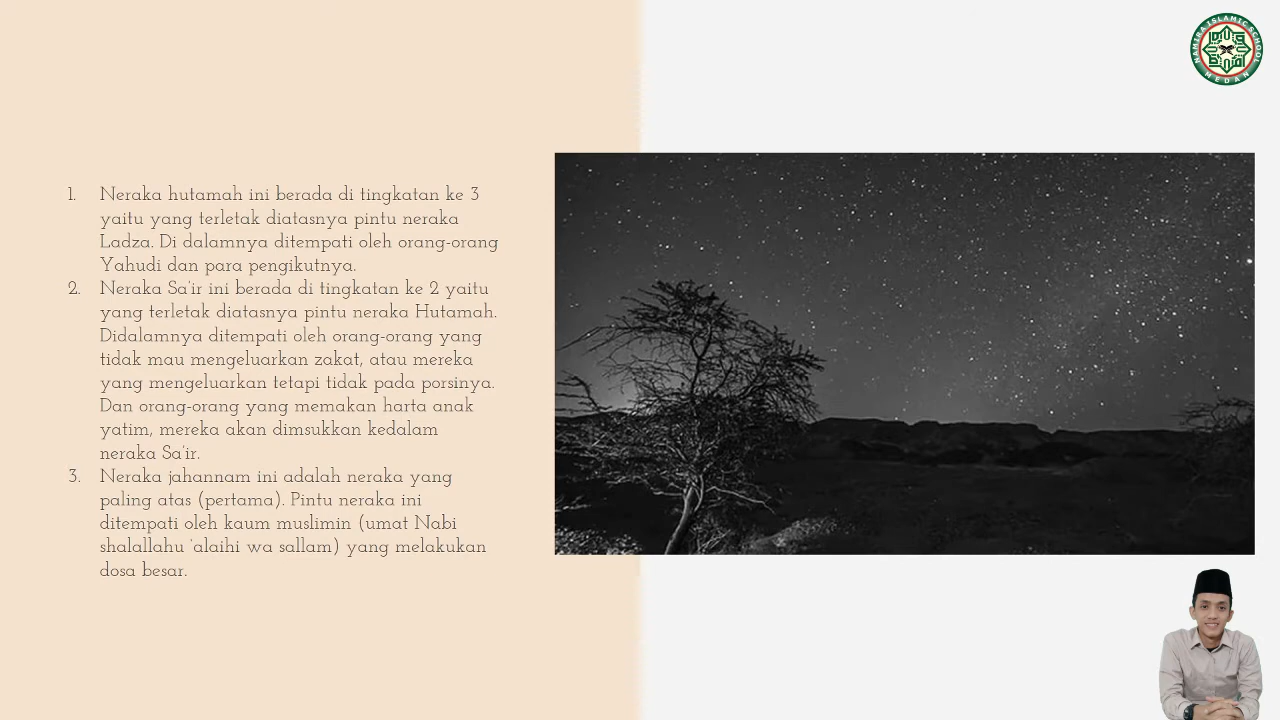 1. Neraka hutamah ini berada di tingkatan ke 3
yaitu yang terletak diatasnya pintu neraka
Ladza. Di dalamnya ditempati oleh orang-orang
Yahudi dan para pengikutnya.
2. Neraka Sa'ir ini berada di tingkatan ke 2 yaitu
yang terletak diatasnya pintu neraka Hutamah.
Didalamnya ditempati oleh orang-orang yang
tidak mau mengeluarkan zakat, atau mereka
yang mengeluarkan tetapi tidak pada porsinya.
Dan orang-orang yang memakan harta anak
yatim, mereka akan dimsukkan kedalam
neraka Sa'ir.
3. Neraka jahannam ini adalah neraka yang
paling atas (pertama). Pintu neraka ini
ditempati oleh kaum muslimin (umat Nabi
shalallahu 'alaihi wa sallam) yang melakukan
dosa besar.
NAMIRA ISLAMIC SCHOOL
MEDAN